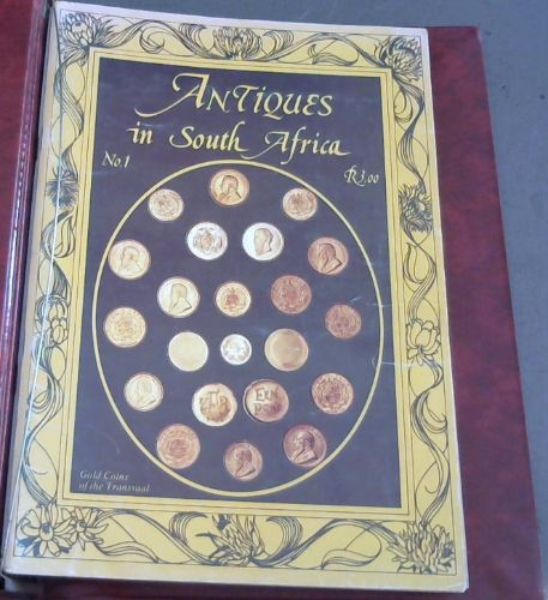 ANTIQUES
in South Africa
No. 1
R3.00
Gold Coins
of the Transvaal